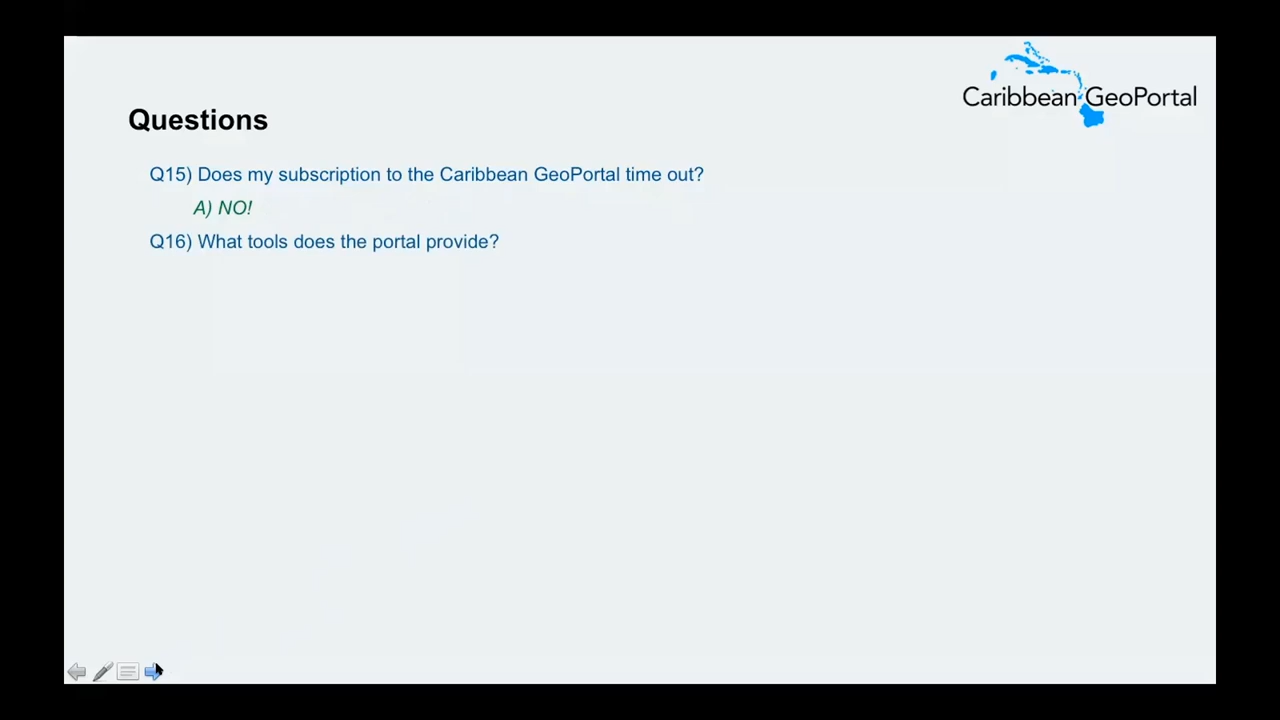 Caribbean GeoPortal
Questions
Q15) Does my subscription to the Caribbean GeoPortal time out?
A) NO!
Q16) What tools does the portal provide?